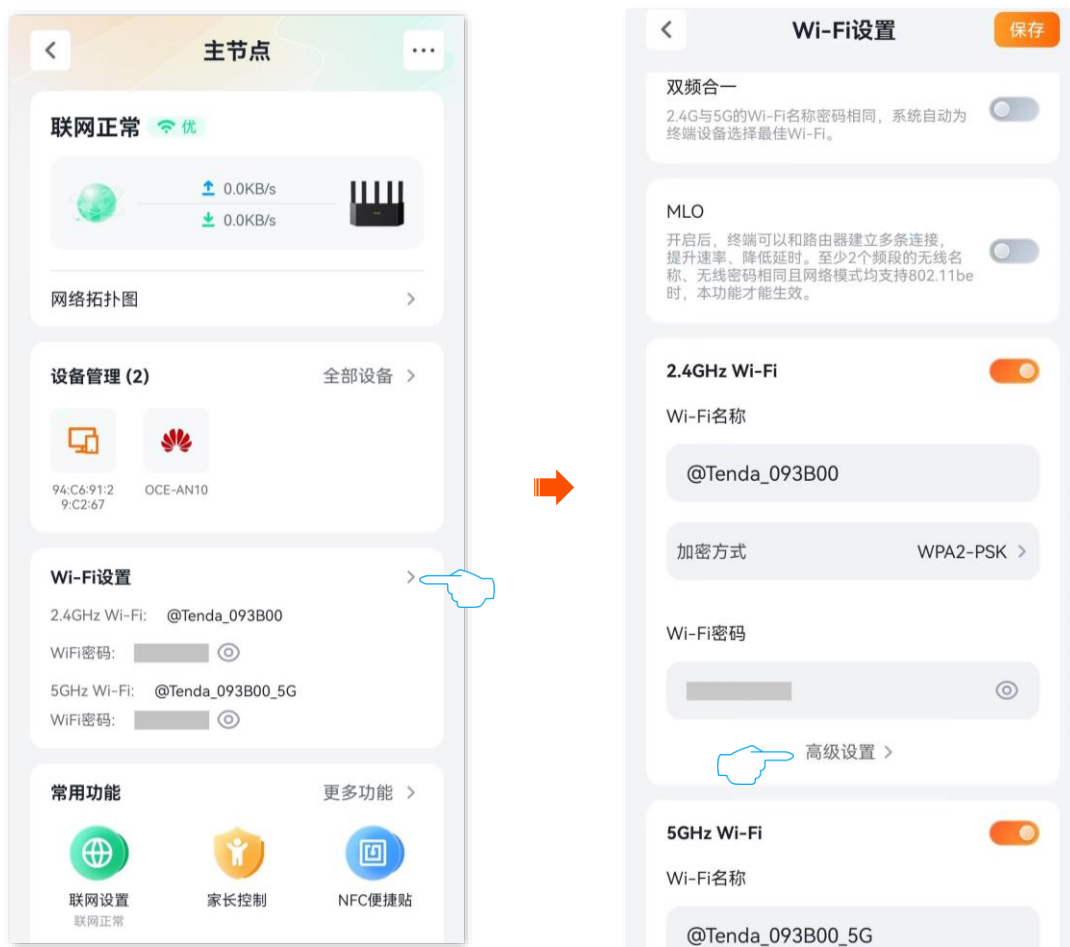 主节点
联网正常
优
0.0KB/s
0.0KB/s
网络拓扑图
设备管理 (2)
全部设备
94:C6:91:2
9:C2:67
OCE-AN10
Wi-Fi设置
2.4GHz Wi-Fi: @Tenda_093B00
WiFi密码:
5GHz Wi-Fi: @Tenda_093B00_5G
WiFi密码:
常用功能
更多功能
联网设置
联网正常
家长控制
NFC便捷贴
Wi-Fi设置
保存
双频合一
2.4G与5G的Wi-Fi名称密码相同，系统自动为
终端设备选择最佳Wi-Fi。
MLO
开启后，终端可以和路由器建立多条连接，
提升速率、降低延时。至少2个频段的无线名
称、无线密码相同且网络模式均支持802.11be
时，本功能才能生效。
2.4GHz Wi-Fi
Wi-Fi名称
@Tenda_093B00
加密方式
WPA2-PSK
Wi-Fi密码
高级设置
5GHz Wi-Fi
Wi-Fi名称
@Tenda_093B00_5G